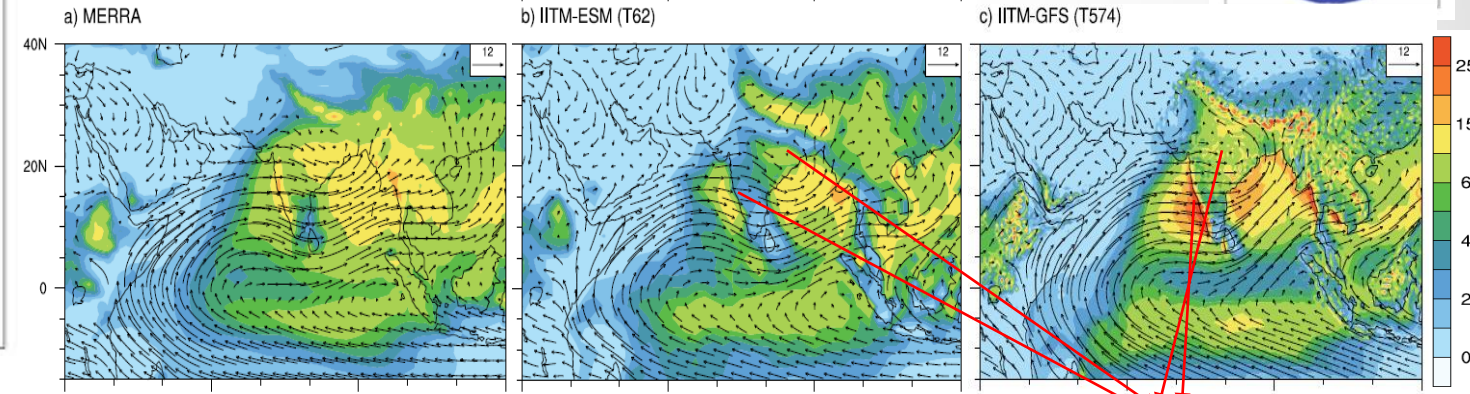 a) MERRA
b) IITM-ESM (T62)
c) IITM-GFS (T574)
40N
20N
0
12
12
12
25
15
6
4
2
0